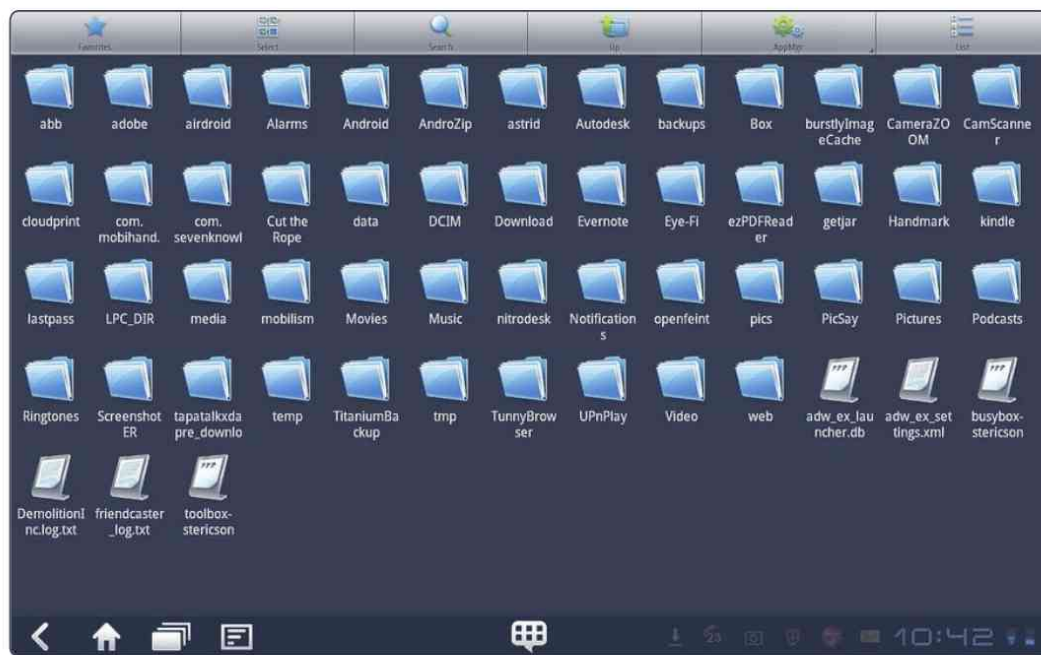 Favorites Select Search Up AppMgr List
abb adobe airdroid Alarms Android AndroZip astrid Autodesk backups Box burstlyImag CameraZO CamScanne
eCache OM r
cloudprint com. com. Cut the data DCIM Download Evernote Eye-Fi ezPDFRead getjar Handmark kindle
mobihand. sevenknowl Rope er
lastpass LPC_DIR media mobilism Movies Music nitrodesk Notification openfeint pics PicSay Pictures Podcasts
s
Ringtones Screenshot tapatalkxda temp TitaniumBa tmp TunnyBrow UPnPlay Video web adw_ex_lau adw_ex_set busybox-
ER pre_downlo ckup ser ncher.db tings.xml stericson
DemolitionI friendcaster toolbox-
nc.log.txt _log.txt stericson
10:42